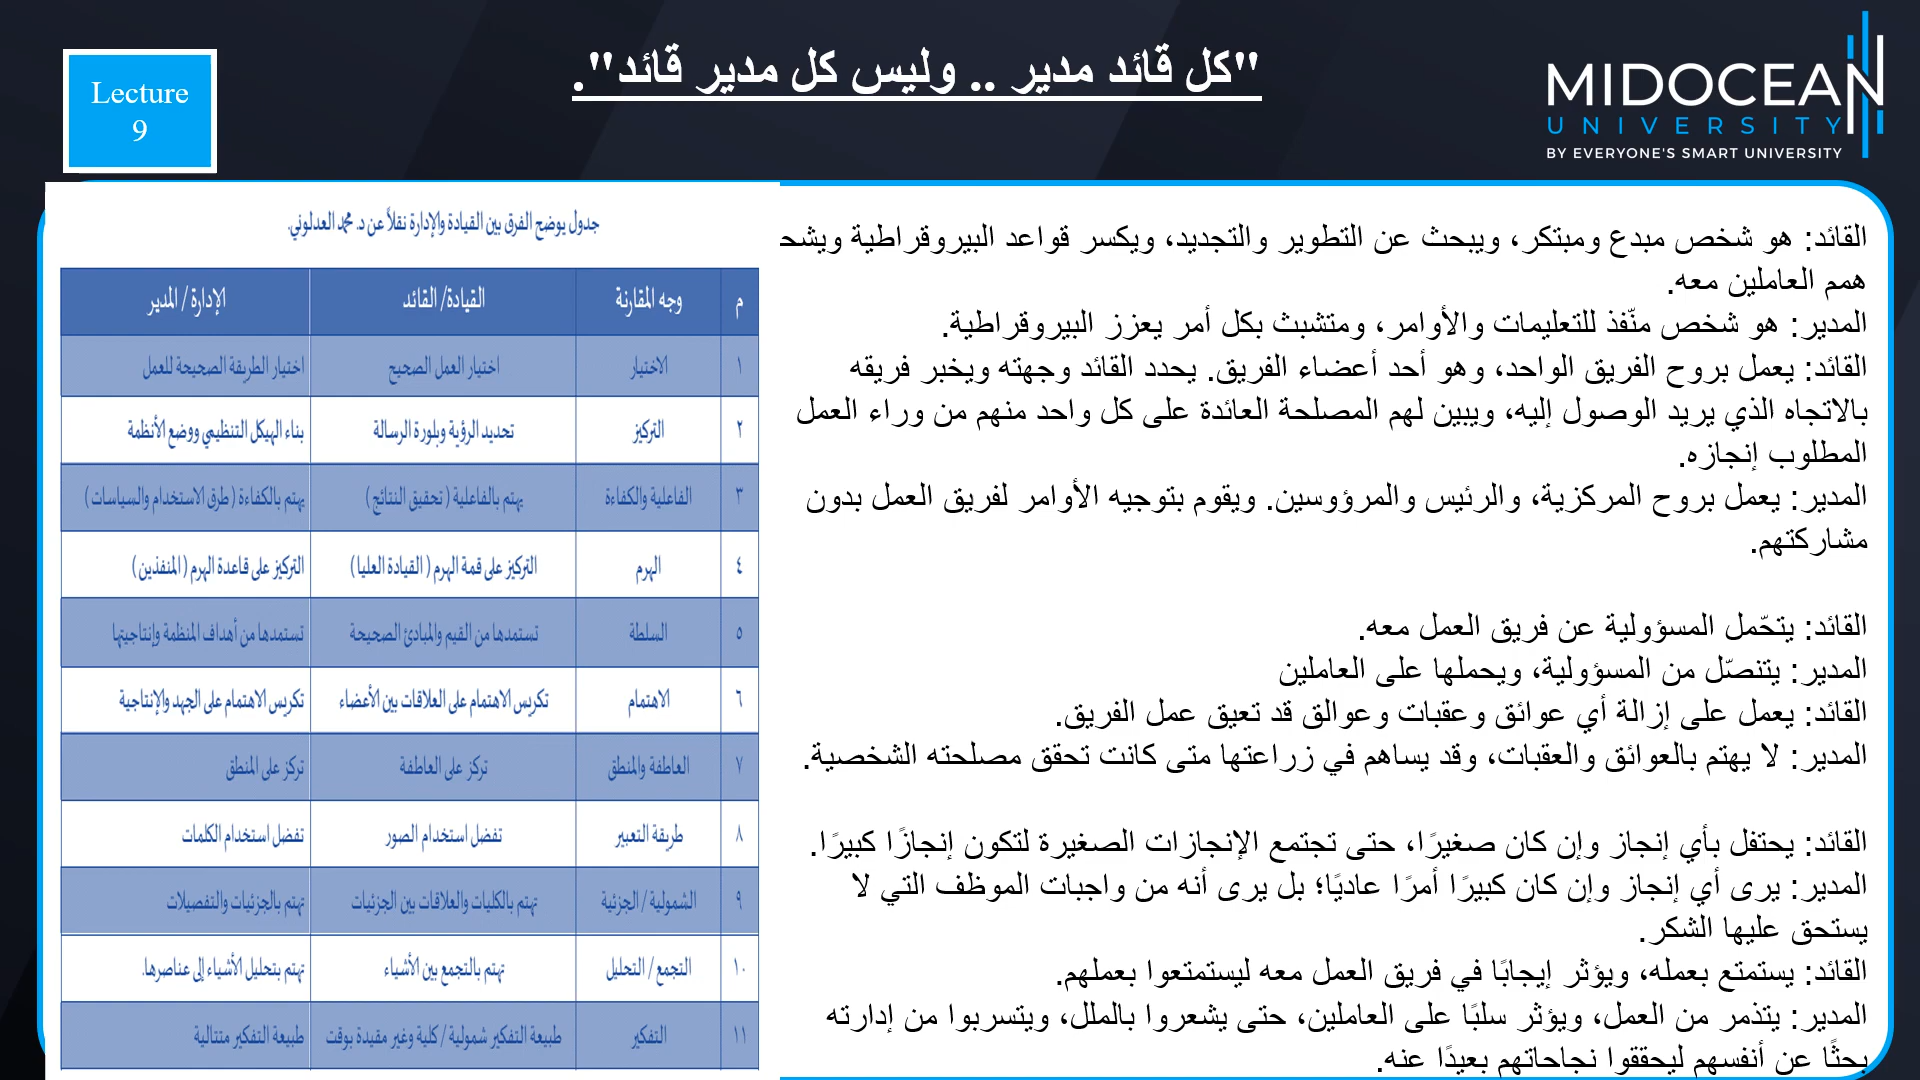 Lecture
9
"كل قائد مدير .. وليس كل مدير قائد".
MIDOCEAN
UNIVERSITY
BY EVERYONE'S SMART UNIVERSITY
القائد: هو شخص مبدع ومبتكر، ويبحث عن التطوير والتجديد، ويكسر قواعد البيروقراطية ويشح
همم العاملين معه.
المدير: هو شخص منّفذ للتعليمات والأوامر، ومتشبث بكل أمر يعزز البيروقراطية.
القائد: يعمل بروح الفريق الواحد، وهو أحد أعضاء الفريق. يحدد القائد وجهته ويخبر فريقه
بالاتجاه الذي يريد الوصول إليه، ويبين لهم المصلحة العائدة على كل واحد منهم من وراء العمل
المطلوب إنجازه.
المدير: يعمل بروح المركزية، والرئيس والمرؤوسين. ويقوم بتوجيه الأوامر لفريق العمل بدون
مشاركتهم.
القائد: يتحّمل المسؤولية عن فريق العمل معه.
المدير: يتنصّل من المسؤولية، ويحملها على العاملين
القائد: يعمل على إزالة أي عوائق وعقبات وعوالق قد تعيق عمل الفريق.
المدير: لا يهتم بالعوائق والعقبات، وقد يساهم في زراعتها متى كانت تحقق مصلحته الشخصية.
القائد: يحتفل بأي إنجاز وإن كان صغيرًا، حتى تجتمع الإنجازات الصغيرة لتكون إنجازًا كبيرًا.
المدير: يرى أي إنجاز وإن كان كبيرًا أمرًا عاديًا؛ بل يرى أنه من واجبات الموظف التي لا
يستحق عليها الشكر.
القائد: يستمتع بعمله، ويؤثر إيجابًا في فريق العمل معه ليستمتعوا بعملهم.
المدير: يتذمر من العمل، ويؤثر سلبًا على العاملين، حتى يشعروا بالملل، ويتسربوا من إدارته
بحثًا عن أنفسهم ليحققوا نجاحاتهم بعيدًا عنه.
جدول يوضح الفرق بين القيادة والإدارة نقلاً عن د. محمد العدلوني.
م وجه المقارنة القيادة/ القائد الإدارة / المدير
١ الاختيار اختيار العمل الصحيح اختيار الطريقة الصحيحة للعمل
٢ التركيز تحديد الرؤية وبلورة الرسالة بناء الهيكل التنظيمي ووضع الأنظمة
٣ الفاعلية والكفاءة يهتم بالفاعلية ( تحقيق النتائج ) يهتم بالكفاءة ( طرق الاستخدام والسياسات )
٤ الهرم التركيز على قمة الهرم ( القيادة العليا ) التركيز على قاعدة الهرم ( المنفذين )
٥ السلطة تستمدها من القيم والمبادئ الصحيحة تستمدها من أهداف المنظمة وإنتاجيتها
٦ الاهتمام تكريس الاهتمام على العلاقات بين الأعضاء تكريس الاهتمام على الجهد والإنتاجية
٧ العاطفة والمنطق تركز على العاطفة تركز على المنطق
٨ طريقة التعبير تفضل استخدام الصور تفضل استخدام الكلمات
٩ الشمولية / الجزئية تهتم بالكليات والعلاقات بين الجزئيات تهتم بالجزئيات والتفصيلات
١٠ التجمع / التحليل تهتم بالتجمع بين الأشياء تهتم بتحليل الأشياء إلى عناصرها.
١١ التفكير طبيعة التفكير شمولية / كلية وغير مقيدة بوقت طبيعة التفكير متتالية